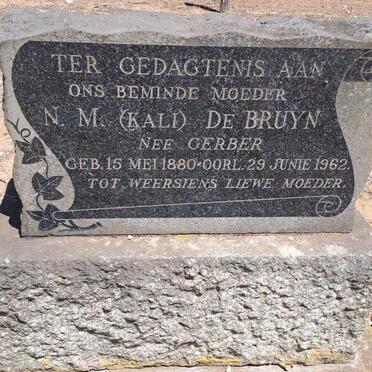 TER GEDAGTENIS AAN
ONS BEMINDE MOEDER
N. M. (KALI) DE BRUYN
NEE GERBER
GEB. 15 MEI 1880-OORL. 29 JUNIE 1962.
TOT WEERSIENS LIEWE MOEDER.